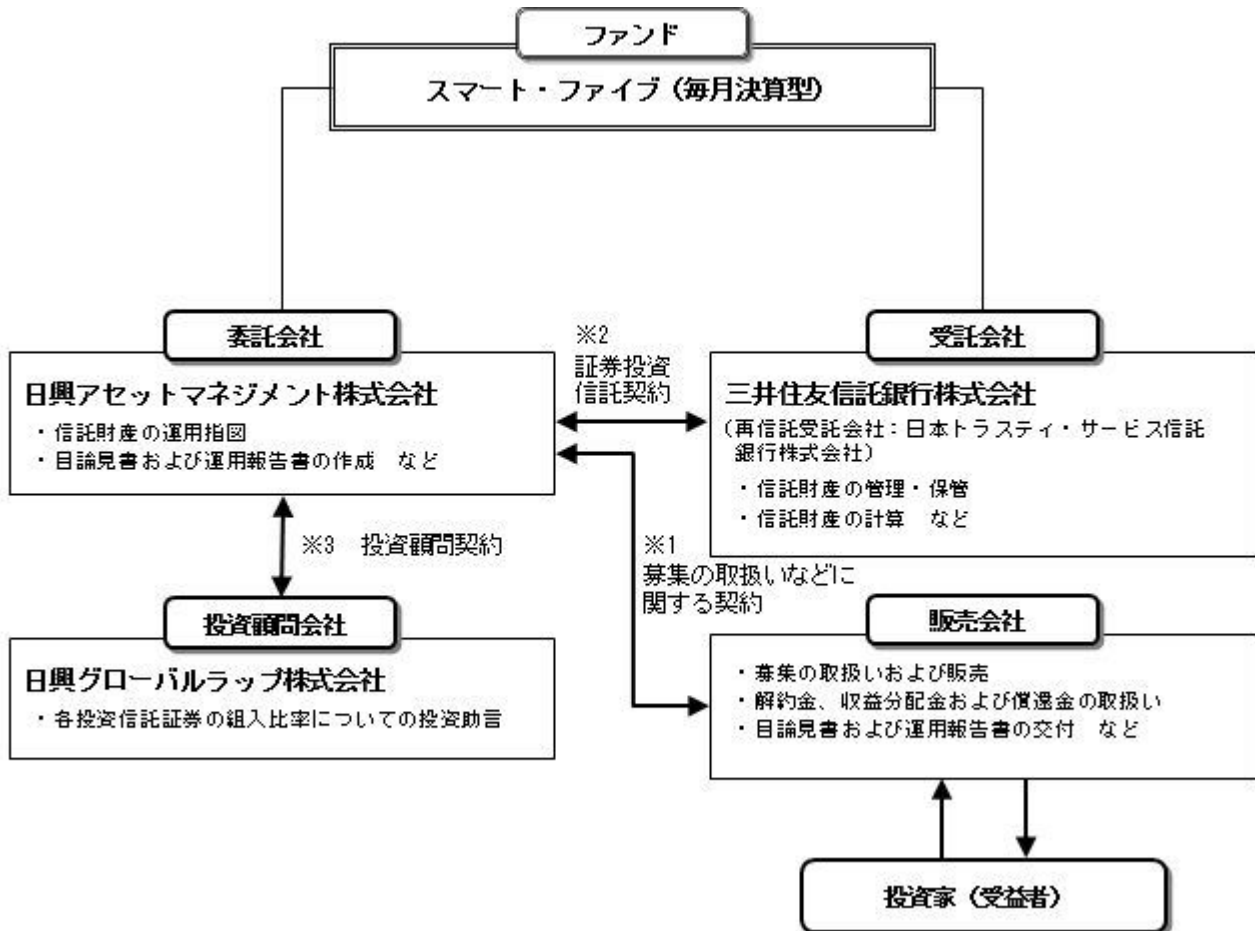 ファンド
スマート・ファイブ（毎月決算型）
委託会社
日興アセットマネジメント株式会社
・信託財産の運用指図
・目論見書および運用報告書の作成　など
※2
証券投資
信託契約
受託会社
三井住友信託銀行株式会社
（再信託受託会社：日本トラスティ・サービス信託
銀行株式会社）
・信託財産の管理・保管
・信託財産の計算　など
※3　投資顧問契約
※1
募集の取扱いなどに
関する契約
投資顧問会社
日興グローバルラップ株式会社
・各投資信託証券の組入比率についての投資助言
販売会社
・募集の取扱いおよび販売
・解約金、収益分配金および償還金の取扱い
・目論見書および運用報告書の交付　など
投資家（受益者）